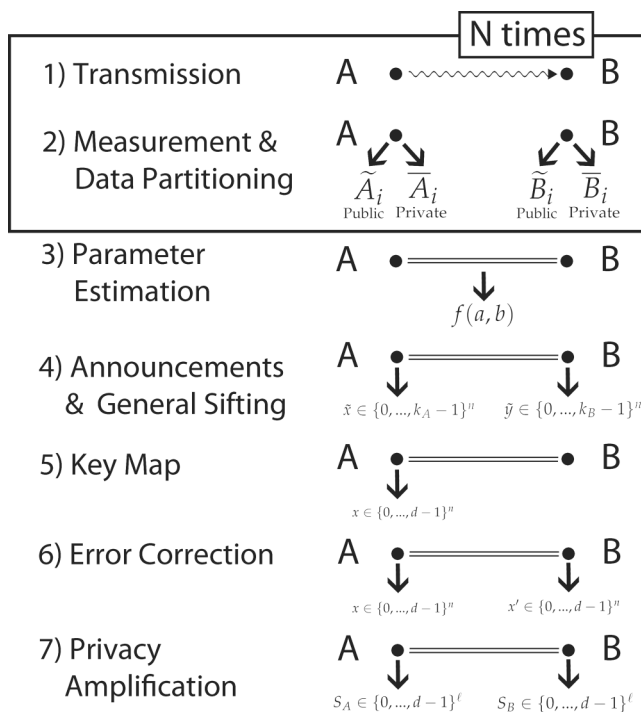 N times
1) Transmission A B
2) Measurement & A B
Data Partitioning Ã_i A̅_i B̃_i B̅_i
Public Private Public Private
3) Parameter A B
Estimation
f(a, b)
4) Announcements A B
& General Sifting x̃ ∈ {0, ..., k_A − 1}^n ỹ ∈ {0, ..., k_B − 1}^n
5) Key Map A B
x ∈ {0, ..., d − 1}^n
6) Error Correction A B
x ∈ {0, ..., d − 1}^n x′ ∈ {0, ..., d − 1}^n
7) Privacy A B
Amplification S_A ∈ {0, ..., d − 1}^ℓ S_B ∈ {0, ..., d − 1}^ℓ